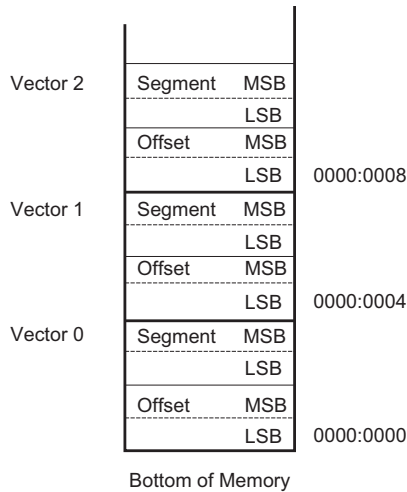 Vector 2 Segment MSB
LSB
Offset MSB
LSB 0000:0008
Vector 1 Segment MSB
LSB
Offset MSB
LSB 0000:0004
Vector 0 Segment MSB
LSB
Offset MSB
LSB 0000:0000
Bottom of Memory